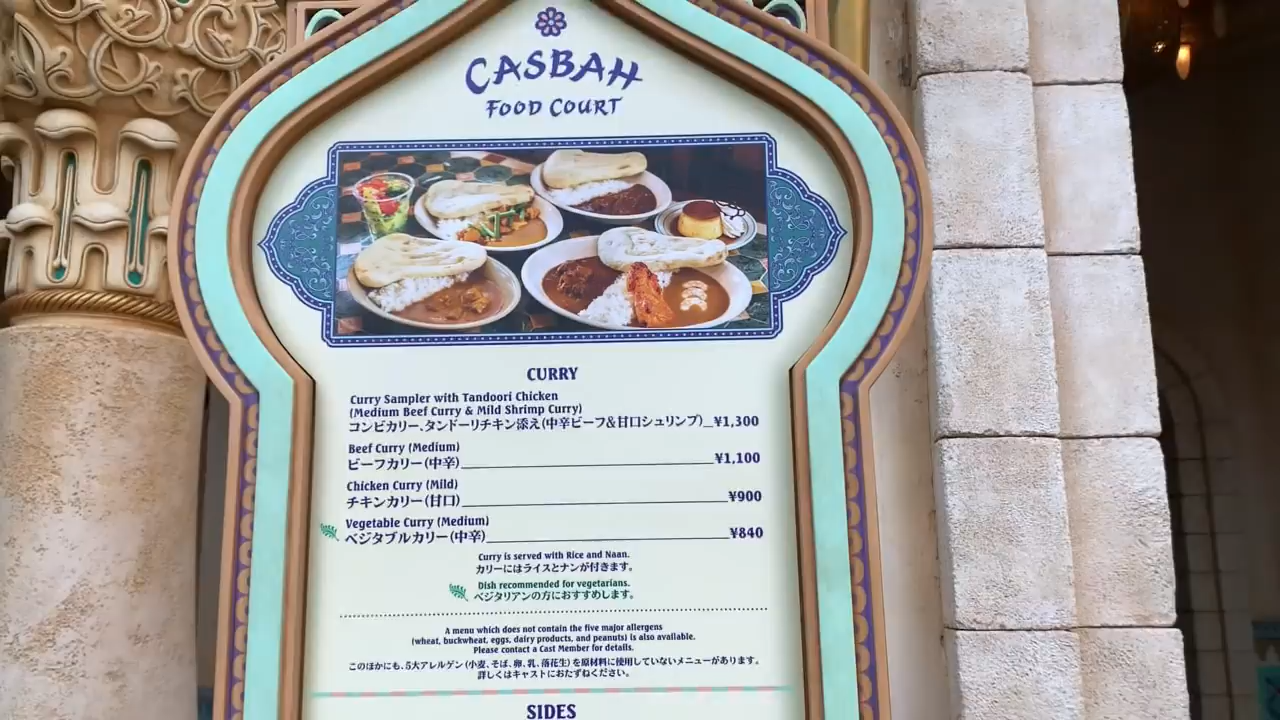 CASBAH
FOOD COURT
CURRY
Curry Sampler with Tandoori Chicken
(Medium Beef Curry & Mild Shrimp Curry)
コンビカリー、タンドーリチキン添え(中辛ビーフ&甘口シュリンプ) ¥1,300
Beef Curry (Medium)
ビーフカリー(中辛) ¥1,100
Chicken Curry (Mild)
チキンカリー(甘口) ¥900
Vegetable Curry (Medium)
ベジタブルカリー(中辛) ¥840
Curry is served with Rice and Naan.
カリーにはライスとナンが付きます。
Dish recommended for vegetarians.
ベジタリアンの方におすすめします。
A menu which does not contain the five major allergens
(wheat, buckwheat, eggs, dairy products, and peanuts) is also available.
Please contact a Cast Member for details.
このほかにも、5大アレルゲン(小麦、そば、卵、乳、落花生)を原材料に使用していないメニューがあります。
詳しくはキャストにおたずねください。
SIDES